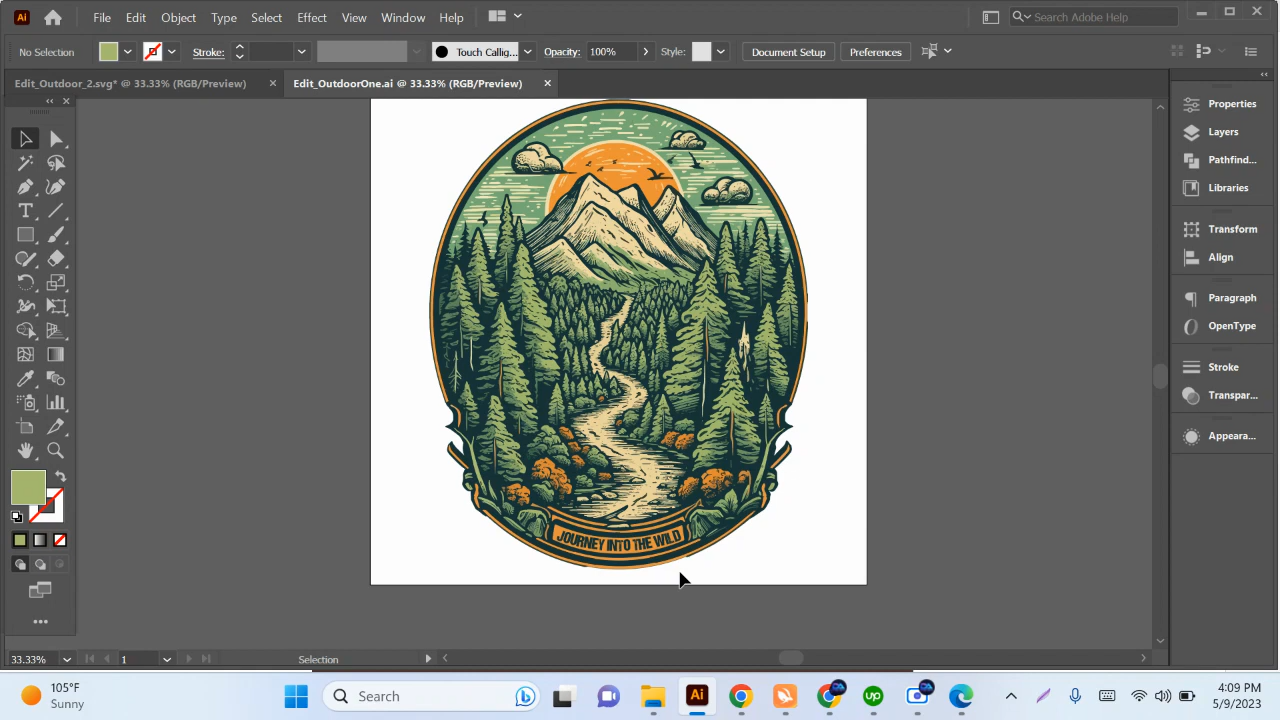 Ai File Edit Object Type Select Effect View Window Help Search Adobe Help
No Selection Stroke: Touch Callig... Opacity: 100% Style: Document Setup Preferences
Edit_Outdoor_2.svg* @ 33.33% (RGB/Preview) Edit_OutdoorOne.ai @ 33.33% (RGB/Preview)
Properties
Layers
Pathfind...
Libraries
Transform
Align
Paragraph
OpenType
Stroke
Transpar...
Appeara...
JOURNEY INTO THE WILD
33.33% 1 Selection
105°F
Sunny
Search
Ai
up
4:09 PM
5/9/2023